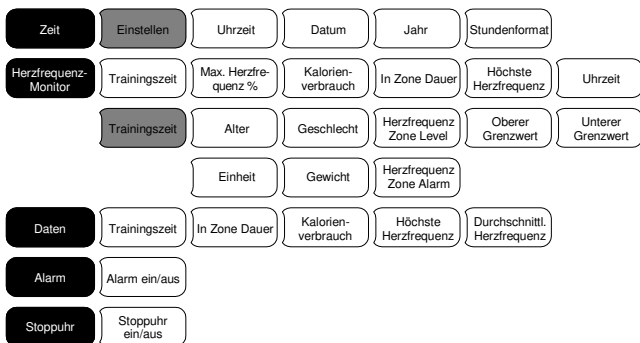 Zeit Einstellen Uhrzeit Datum Jahr Stundenformat
Herzfrequenz-
Monitor
Trainingszeit
Max. Herzfre-
quenz %
Kalorien-
verbrauch
In Zone Dauer
Höchste
Herzfrequenz
Uhrzeit
Trainingszeit
Alter
Geschlecht
Herzfrequenz
Zone Level
Oberer
Grenzwert
Unterer
Grenzwert
Einheit
Gewicht
Herzfrequenz
Zone Alarm
Daten
Trainingszeit
In Zone Dauer
Kalorien-
verbrauch
Höchste
Herzfrequenz
Durchschnittl.
Herzfrequenz
Alarm
Alarm ein/aus
Stoppuhr
Stoppuhr
ein/aus